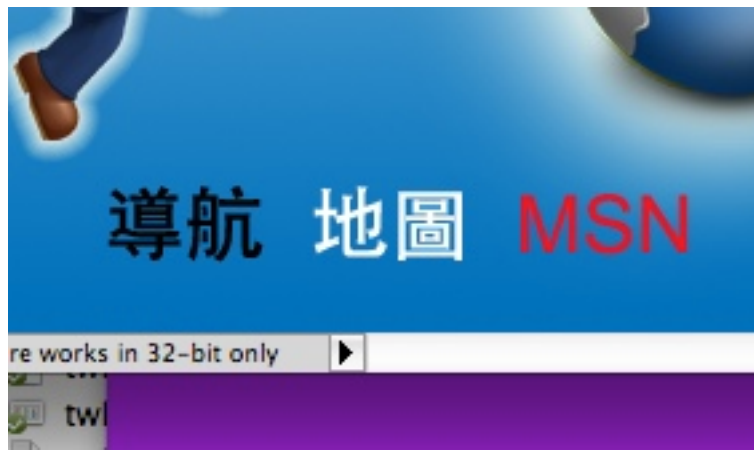 導航 地圖 MSN
re works in 32-bit only
twl